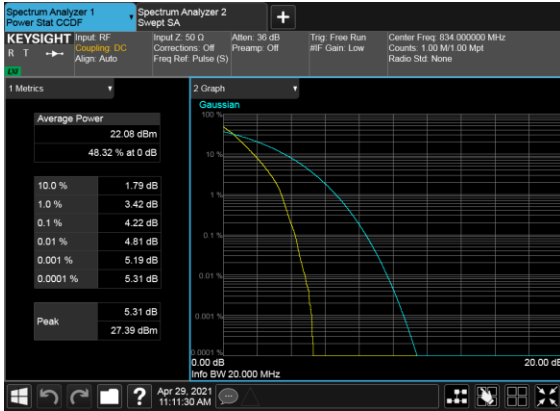 Spectrum Analyzer 1
Power Stat CCDF
Spectrum Analyzer 2
Swept SA
KEYSIGHT
R T
Input: RF
Coupling: DC
Align: Auto
Input Z: 50 Ω
Corrections: Off
Freq Ref: Pulse (S)
Atten: 36 dB
Preamp: Off
Trig: Free Run
#IF Gain: Low
Center Freq: 834.000000 MHz
Counts: 1.00 M/1.00 Mpt
Radio Std: None
1 Metrics
Average Power
22.08 dBm
48.32 % at 0 dB
10.0 % 1.79 dB
1.0 % 3.42 dB
0.1 % 4.22 dB
0.01 % 4.81 dB
0.001 % 5.19 dB
0.0001 % 5.31 dB
Peak
5.31 dB
27.39 dBm
2 Graph
Gaussian
100 %
10 %
1 %
0.1 %
0.01 %
0.001 %
0.0001 %
0.00 dB
20.00 dB
Info BW 20.000 MHz
Apr 29, 2021
11:11:30 AM